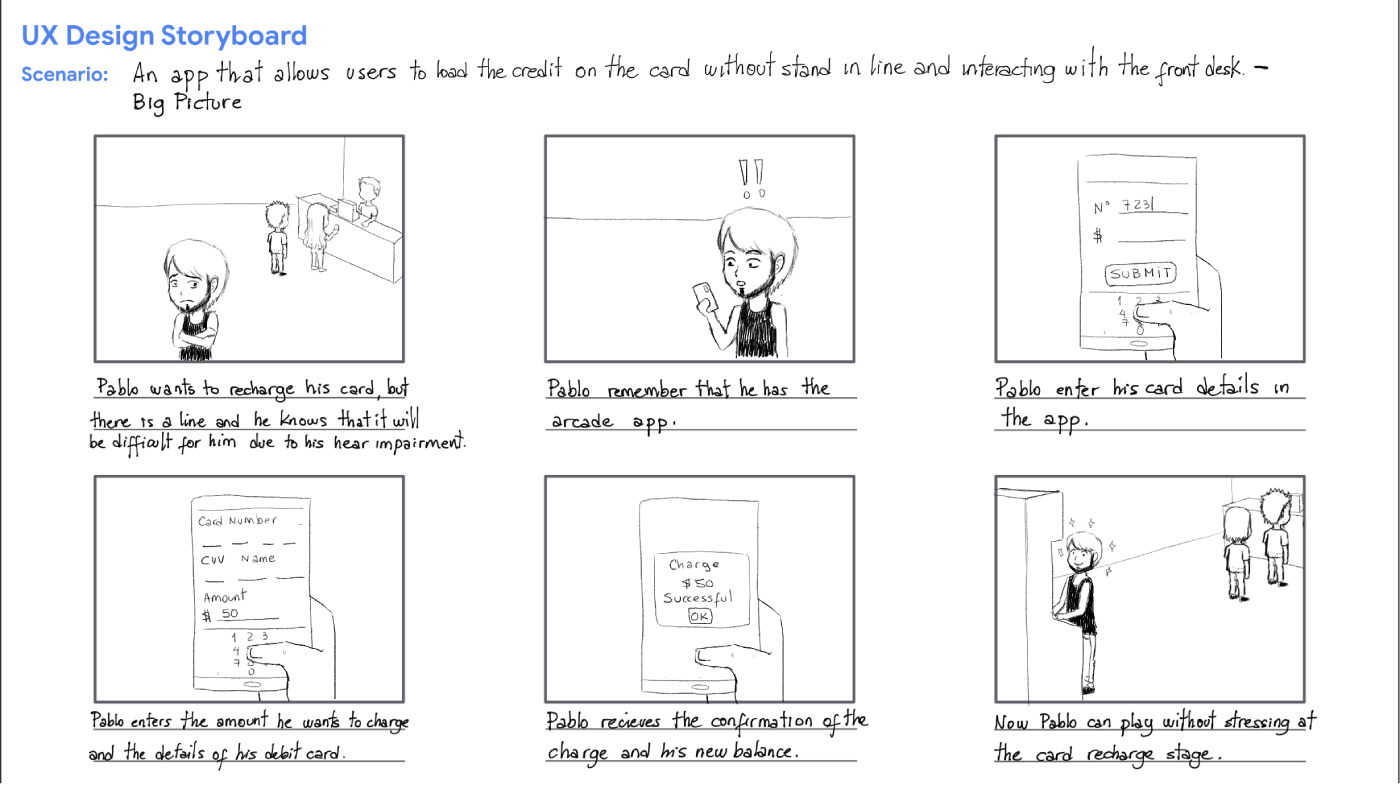 UX Design Storyboard
Scenario: An app that allows users to load the credit on the card without stand in line and interacting with the front desk. –
Big Picture
!!
N° 723|
$
SUBMIT
1 2 3
4
7 8
Pablo wants to recharge his card, but
there is a line and he knows that it will
be difficult for him due to his hear impairment.
Pablo remember that he has the
arcade app.
Pablo enter his card details in
the app.
Card Number
CVV Name
Amount
$ 50
1 2 3
4
7 8
0
Charge
$50
Successful
OK
Pablo enters the amount he wants to charge
and the details of his debit card.
Pablo recieves the confirmation of the
charge and his new balance.
Now Pablo can play without stressing at
the card recharge stage.